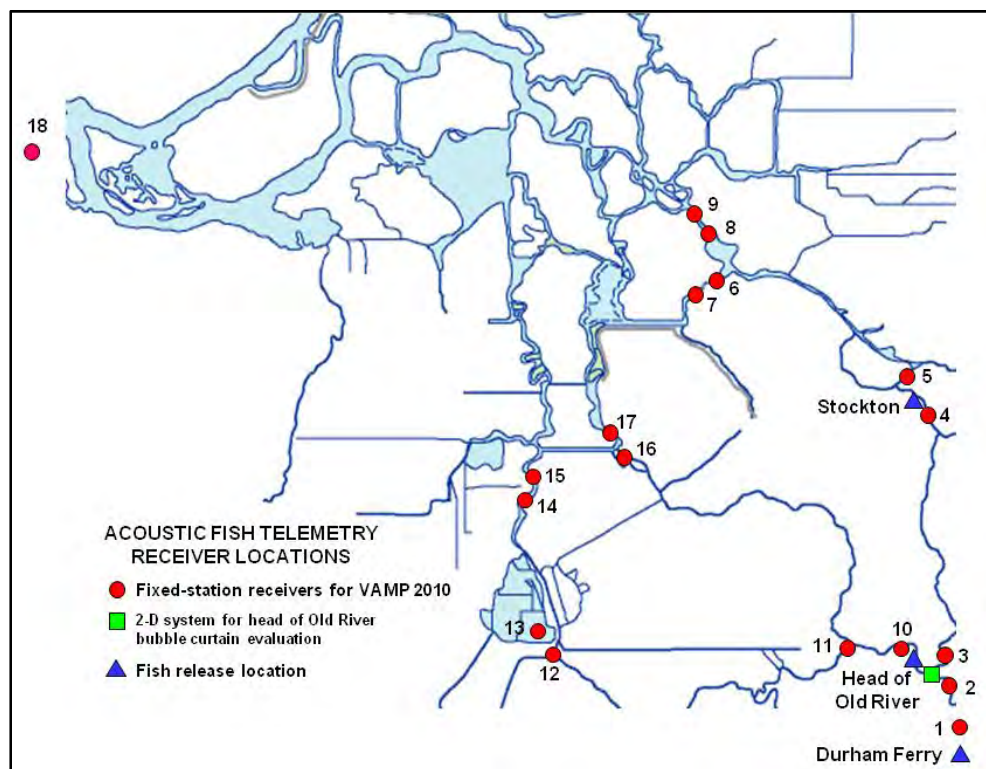 18
9
8
6
7
5
Stockton
4
17
16
15
14
ACOUSTIC FISH TELEMETRY
RECEIVER LOCATIONS
Fixed-station receivers for VAMP 2010
2-D system for head of Old River
bubble curtain evaluation
Fish release location
13
12
11
10
3
Head of
Old River
2
1
Durham Ferry